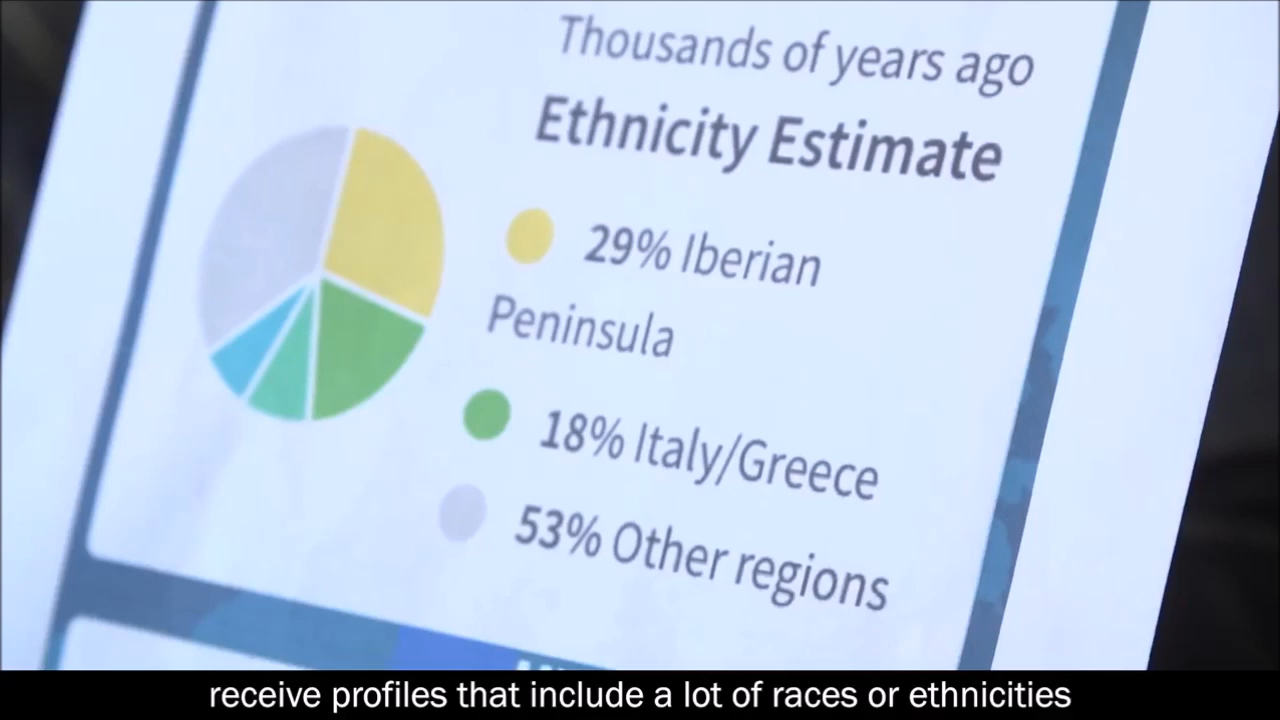 Thousands of years ago
Ethnicity Estimate
29% Iberian
Peninsula
18% Italy/Greece
53% Other regions
receive profiles that include a lot of races or ethnicities